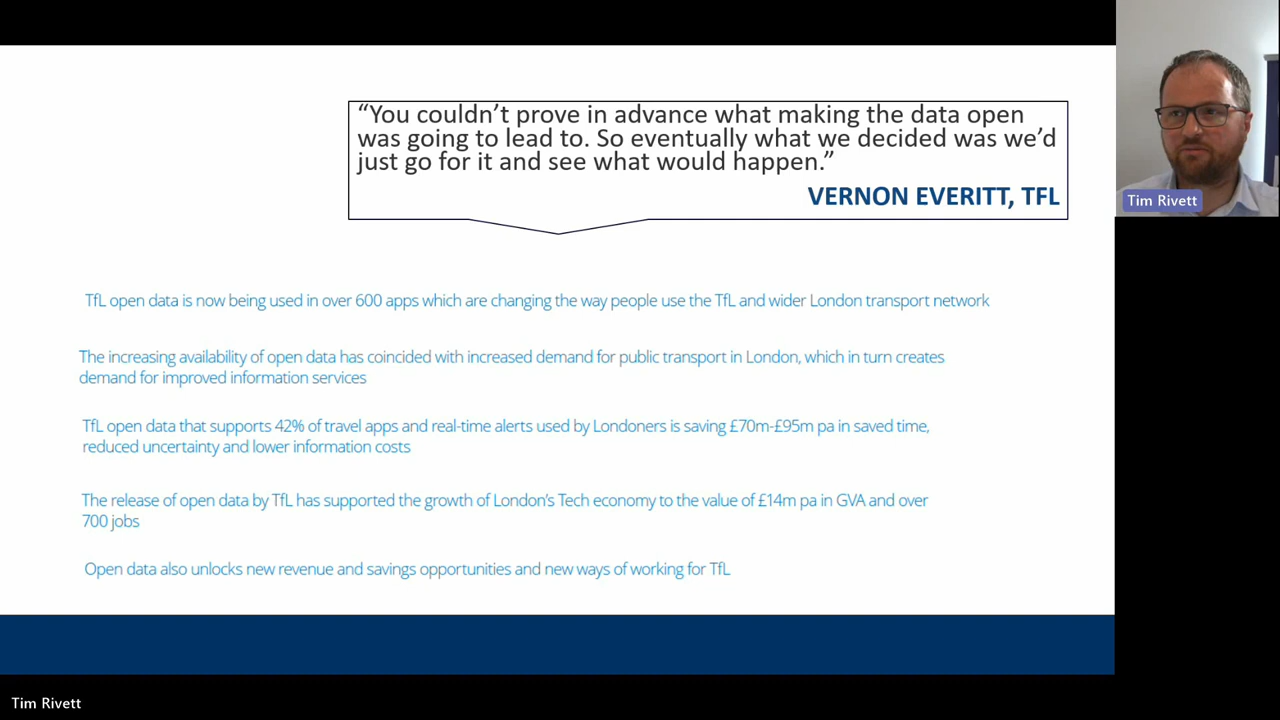 “You couldn’t prove in advance what making the data open
was going to lead to. So eventually what we decided was we’d
just go for it and see what would happen.”
VERNON EVERITT, TFL
Tim Rivett
TfL open data is now being used in over 600 apps which are changing the way people use the TfL and wider London transport network
The increasing availability of open data has coincided with increased demand for public transport in London, which in turn creates
demand for improved information services
TfL open data that supports 42% of travel apps and real-time alerts used by Londoners is saving £70m-£95m pa in saved time,
reduced uncertainty and lower information costs
The release of open data by TfL has supported the growth of London’s Tech economy to the value of £14m pa in GVA and over
700 jobs
Open data also unlocks new revenue and savings opportunities and new ways of working for TfL
Tim Rivett